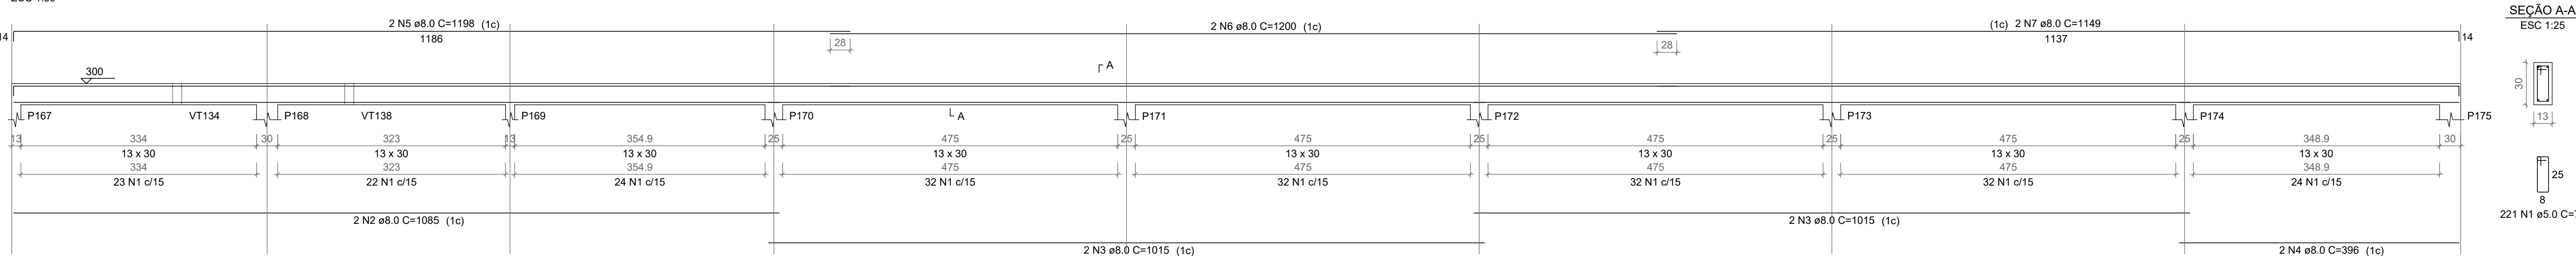 2 N5 ø8.0 C=1198 (1c)
1186
2 N6 ø8.0 C=1200 (1c)
(1c) 2 N7 ø8.0 C=1149
1137
14
14
28
28
SEÇÃO A-A
ESC 1:25
300
A
A
P167
VT134
P168
VT138
P169
P170
P171
P172
P173
P174
P175
13
334
30
323
13
354.9
25
475
25
475
25
475
25
475
25
348.9
30
13 x 30
13 x 30
13 x 30
13 x 30
13 x 30
13 x 30
13 x 30
13 x 30
334
323
354.9
475
475
475
475
348.9
23 N1 c/15
22 N1 c/15
24 N1 c/15
32 N1 c/15
32 N1 c/15
32 N1 c/15
32 N1 c/15
24 N1 c/15
2 N2 ø8.0 C=1085 (1c)
2 N3 ø8.0 C=1015 (1c)
2 N3 ø8.0 C=1015 (1c)
2 N4 ø8.0 C=396 (1c)
30
13
25
8
221 N1 ø5.0